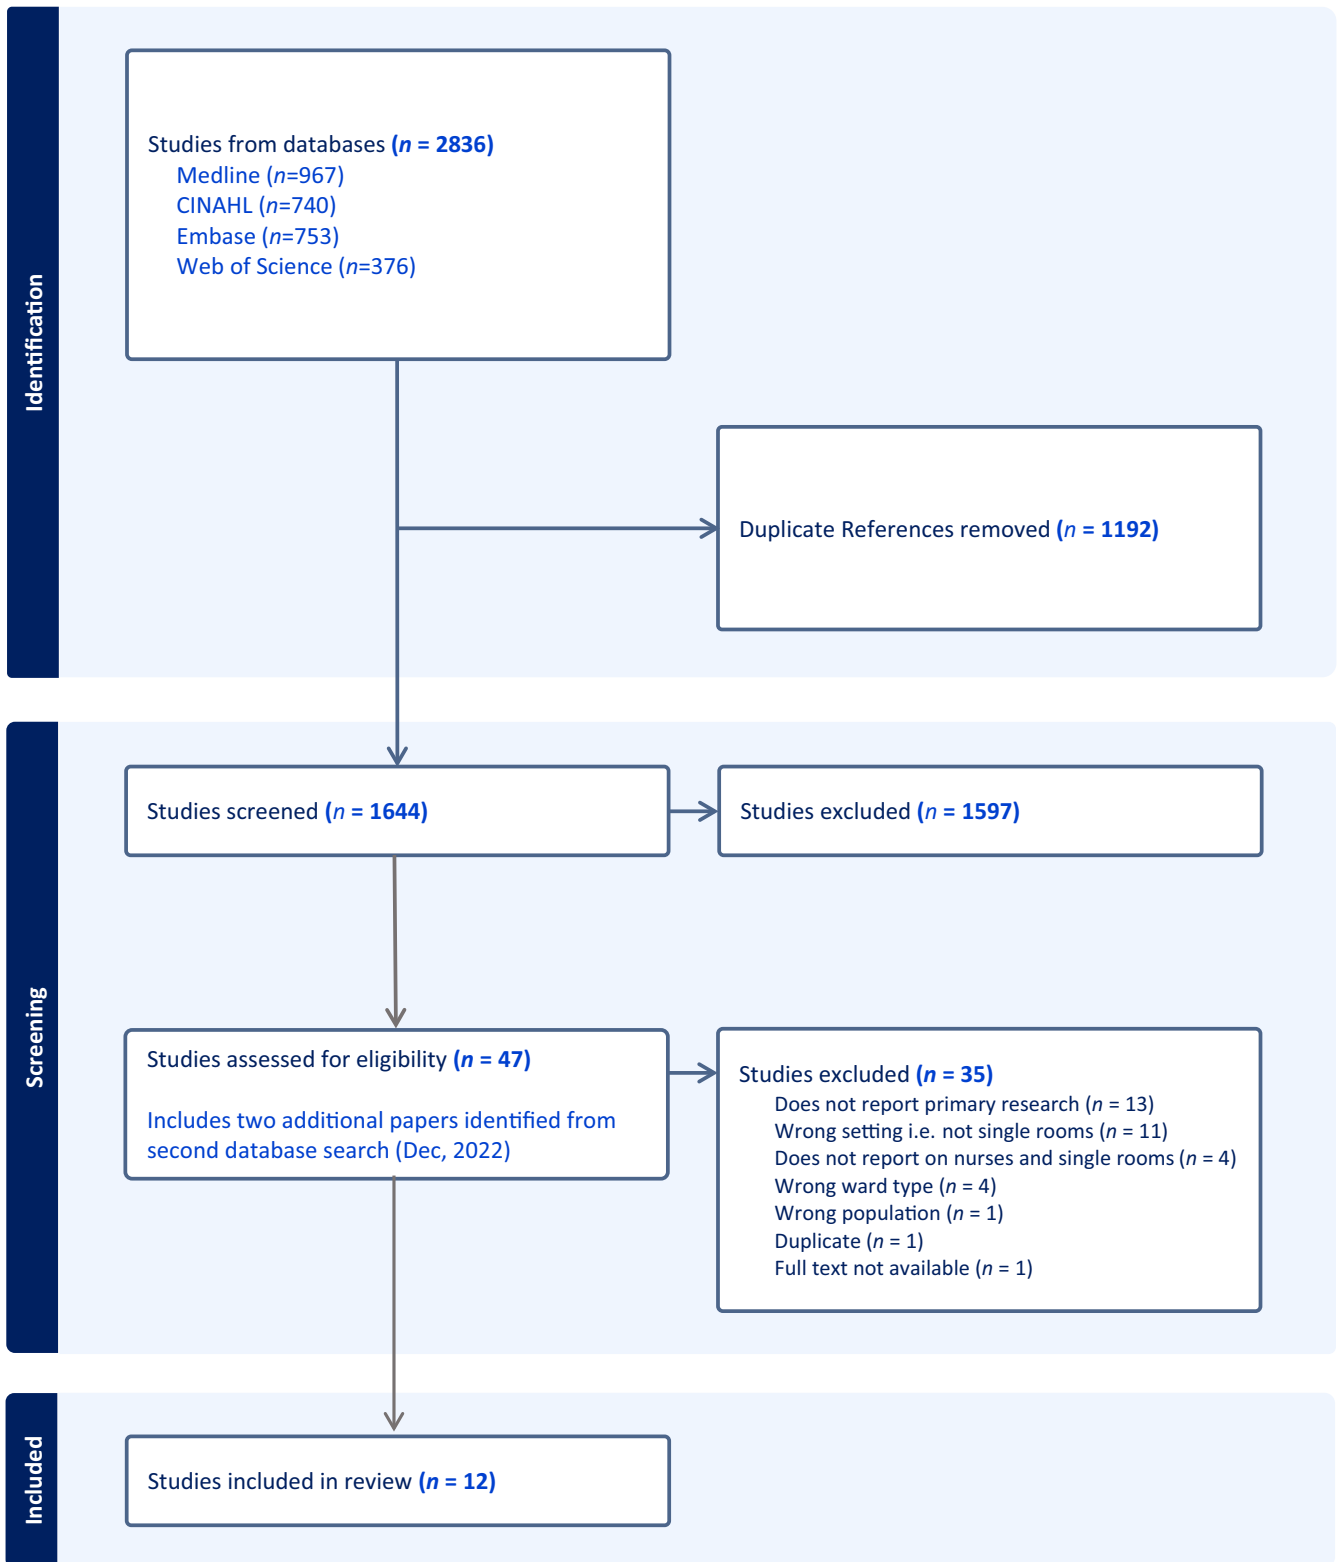 Identification
Studies from databases (n = 2836)
Medline (n=967)
CINAHL (n=740)
Embase (n=753)
Web of Science (n=376)
Duplicate References removed (n = 1192)
Screening
Studies screened (n = 1644)
Studies excluded (n = 1597)
Studies assessed for eligibility (n = 47)
Includes two additional papers identified from
second database search (Dec, 2022)
Studies excluded (n = 35)
Does not report primary research (n = 13)
Wrong setting i.e. not single rooms (n = 11)
Does not report on nurses and single rooms (n = 4)
Wrong ward type (n = 4)
Wrong population (n = 1)
Duplicate (n = 1)
Full text not available (n = 1)
Included
Studies included in review (n = 12)